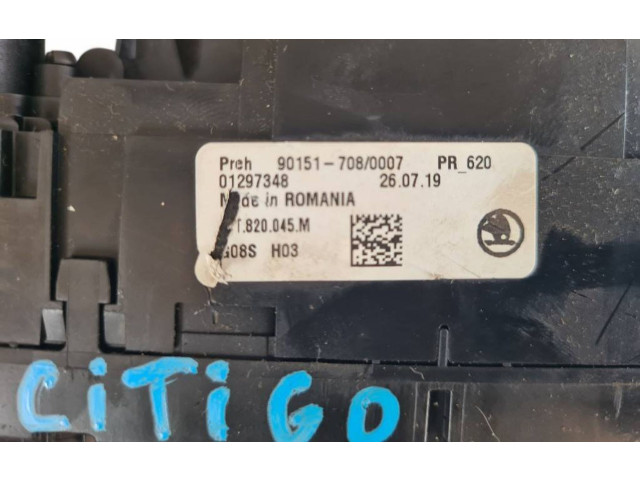 Preh 90151-708/0007 PR_620
01297348 26.07.19
Made in ROMANIA
T.820.045.M
G08S H03
CiTiGO